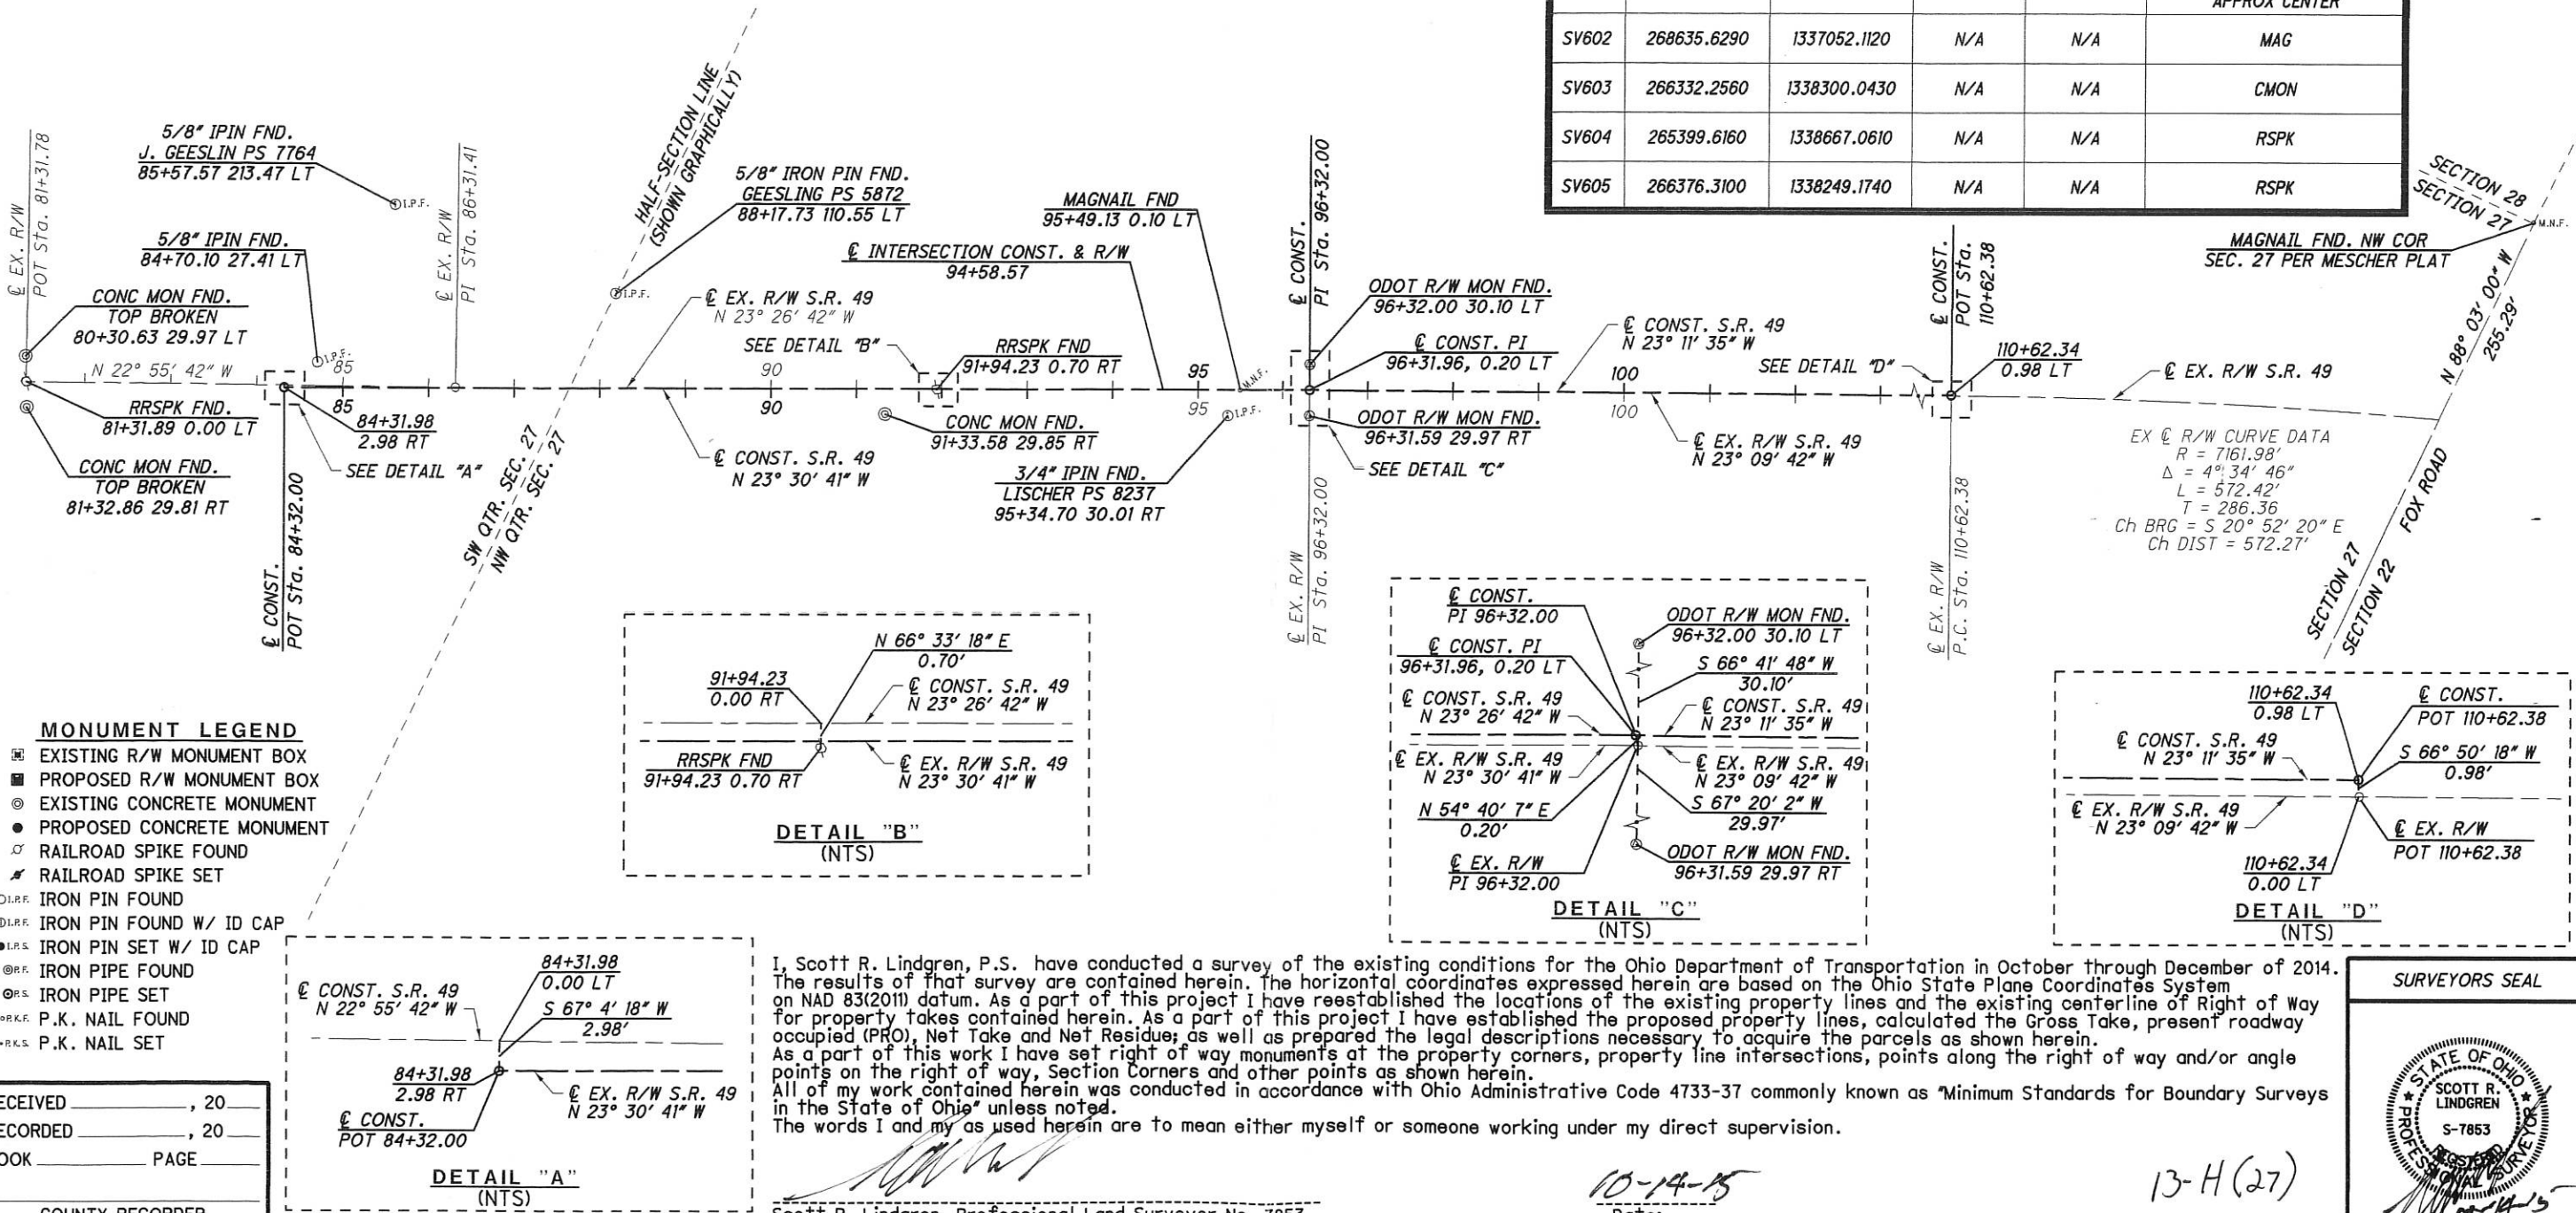 APPROX CENTER
SV602 268635.6290 1337052.1120 N/A N/A MAG
SV603 266332.2560 1338300.0430 N/A N/A CMON
SV604 265399.6160 1338667.0610 N/A N/A RSPK
SV605 266376.3100 1338249.1740 N/A N/A RSPK
℄ EX. R/W
POT Sta. 81+31.78
5/8" IPIN FND.
J. GEESLIN PS 7764
85+57.57 213.47 LT
I.P.F.
5/8" IPIN FND.
84+70.10 27.41 LT
I.P.F.
CONC MON FND.
TOP BROKEN
80+30.63 29.97 LT
N 22° 55' 42" W
RRSPK FND.
81+31.89 0.00 LT
CONC MON FND.
TOP BROKEN
81+32.86 29.81 RT
85
85
84+31.98
2.98 RT
SEE DETAIL "A"
℄ CONST.
POT Sta. 84+32.00
℄ EX. R/W
PI Sta. 86+31.41
HALF-SECTION LINE
(SHOWN GRAPHICALLY)
SW QTR. SEC. 27
NW QTR. SEC. 27
5/8" IRON PIN FND.
GEESLING PS 5872
88+17.73 110.55 LT
I.P.F.
℄ EX. R/W S.R. 49
N 23° 26' 42" W
℄ CONST. S.R. 49
N 23° 30' 41" W
90
90
SEE DETAIL "B"
℄ INTERSECTION CONST. & R/W
94+58.57
RRSPK FND
91+94.23 0.70 RT
MAGNAIL FND
95+49.13 0.10 LT
M.N.F.
CONC MON FND.
91+33.58 29.85 RT
3/4" IPIN FND.
LISCHER PS 8237
95+34.70 30.01 RT
I.P.F.
95
95
℄ CONST.
PI Sta. 96+32.00
ODOT R/W MON FND.
96+32.00 30.10 LT
℄ CONST. PI
96+31.96, 0.20 LT
ODOT R/W MON FND.
96+31.59 29.97 RT
SEE DETAIL "C"
℄ EX. R/W
PI Sta. 96+32.00
℄ CONST. S.R. 49
N 23° 11' 35" W
100
100
℄ EX. R/W S.R. 49
N 23° 09' 42" W
SEE DETAIL "D"
℄ CONST.
POT Sta.
110+62.38
110+62.34
0.98 LT
℄ EX. R/W
P.C. Sta. 110+62.38
℄ EX. R/W S.R. 49
EX ℄ R/W CURVE DATA
R = 7161.98'
Δ = 4° 34' 46"
L = 572.42'
T = 286.36
Ch BRG = S 20° 52' 20" E
Ch DIST = 572.27'
SECTION 28
SECTION 27
M.N.F.
MAGNAIL FND. NW COR
SEC. 27 PER MESCHER PLAT
N 88° 03' 00" W
255.29'
FOX ROAD
SECTION 27
SECTION 22
MONUMENT LEGEND
EXISTING R/W MONUMENT BOX
PROPOSED R/W MONUMENT BOX
EXISTING CONCRETE MONUMENT
PROPOSED CONCRETE MONUMENT
RAILROAD SPIKE FOUND
RAILROAD SPIKE SET
I.P.F. IRON PIN FOUND
I.P.F. IRON PIN FOUND W/ ID CAP
I.P.S. IRON PIN SET W/ ID CAP
P.F. IRON PIPE FOUND
P.S. IRON PIPE SET
P.K.F. P.K. NAIL FOUND
P.K.S. P.K. NAIL SET
N 66° 33' 18" E
0.70'
91+94.23
0.00 RT
℄ CONST. S.R. 49
N 23° 26' 42" W
RRSPK FND
91+94.23 0.70 RT
℄ EX. R/W S.R. 49
N 23° 30' 41" W
DETAIL "B"
(NTS)
℄ CONST.
PI 96+32.00
℄ CONST. PI
96+31.96, 0.20 LT
℄ CONST. S.R. 49
N 23° 26' 42" W
℄ EX. R/W S.R. 49
N 23° 30' 41" W
N 54° 40' 7" E
0.20'
℄ EX. R/W
PI 96+32.00
ODOT R/W MON FND.
96+32.00 30.10 LT
S 66° 41' 48" W
30.10'
℄ CONST. S.R. 49
N 23° 11' 35" W
℄ EX. R/W S.R. 49
N 23° 09' 42" W
S 67° 20' 2" W
29.97'
ODOT R/W MON FND.
96+31.59 29.97 RT
DETAIL "C"
(NTS)
110+62.34
0.98 LT
℄ CONST.
POT 110+62.38
℄ CONST. S.R. 49
N 23° 11' 35" W
S 66° 50' 18" W
0.98'
℄ EX. R/W S.R. 49
N 23° 09' 42" W
℄ EX. R/W
POT 110+62.38
110+62.34
0.00 LT
DETAIL "D"
(NTS)
84+31.98
0.00 LT
℄ CONST. S.R. 49
N 22° 55' 42" W
S 67° 4' 18" W
2.98'
84+31.98
2.98 RT
℄ EX. R/W S.R. 49
N 23° 30' 41" W
℄ CONST.
POT 84+32.00
DETAIL "A"
(NTS)
ECEIVED , 20
ECORDED , 20
OOK PAGE
COUNTY RECORDER
I, Scott R. Lindgren, P.S. have conducted a survey of the existing conditions for the Ohio Department of Transportation in October through December of 2014.
The results of that survey are contained herein. The horizontal coordinates expressed herein are based on the Ohio State Plane Coordinates System
on NAD 83(2011) datum. As a part of this project I have reestablished the locations of the existing property lines and the existing centerline of Right of Way
for property takes contained herein. As a part of this project I have established the proposed property lines, calculated the Gross Take, present roadway
occupied (PRO), Net Take and Net Residue; as well as prepared the legal descriptions necessary to acquire the parcels as shown herein.
As a part of this work I have set right of way monuments at the property corners, property line intersections, points along the right of way and/or angle
points on the right of way, Section Corners and other points as shown herein.
All of my work contained herein was conducted in accordance with Ohio Administrative Code 4733-37 commonly known as "Minimum Standards for Boundary Surveys
in the State of Ohio" unless noted.
The words I and my as used herein are to mean either myself or someone working under my direct supervision.
10-14-15
Scott R. Lindgren, Professional Land Surveyor No. 7853
Date:
13-H (27)
SURVEYORS SEAL
STATE OF OHIO
SCOTT R.
LINDGREN
S-7853
REGISTERED
PROFESSIONAL SURVEYOR